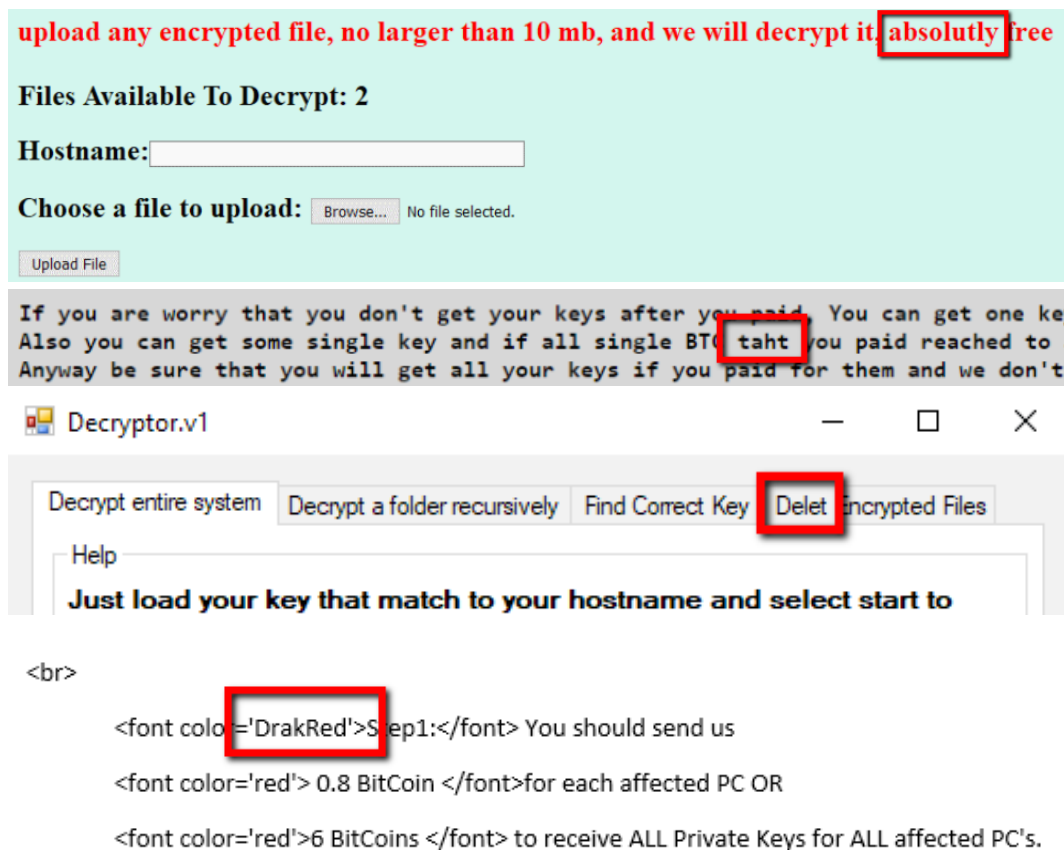 upload any encrypted file, no larger than 10 mb, and we will decrypt it, absolutly free
Files Available To Decrypt: 2
Hostname:
Choose a file to upload: Browse... No file selected.
Upload File
If you are worry that you don't get your keys after you paid, You can get one ke
Also you can get some single key and if all single BTC taht you paid reached to
Anyway be sure that you will get all your keys if you paid for them and we don't
Decryptor.v1
Decrypt entire system Decrypt a folder recursively Find Correct Key Delet Encrypted Files
Help
Just load your key that match to your hostname and select start to
<br>
<font color='DrakRed'>Step1:</font> You should send us
<font color='red'> 0.8 BitCoin </font>for each affected PC OR
<font color='red'>6 BitCoins </font> to receive ALL Private Keys for ALL affected PC's.